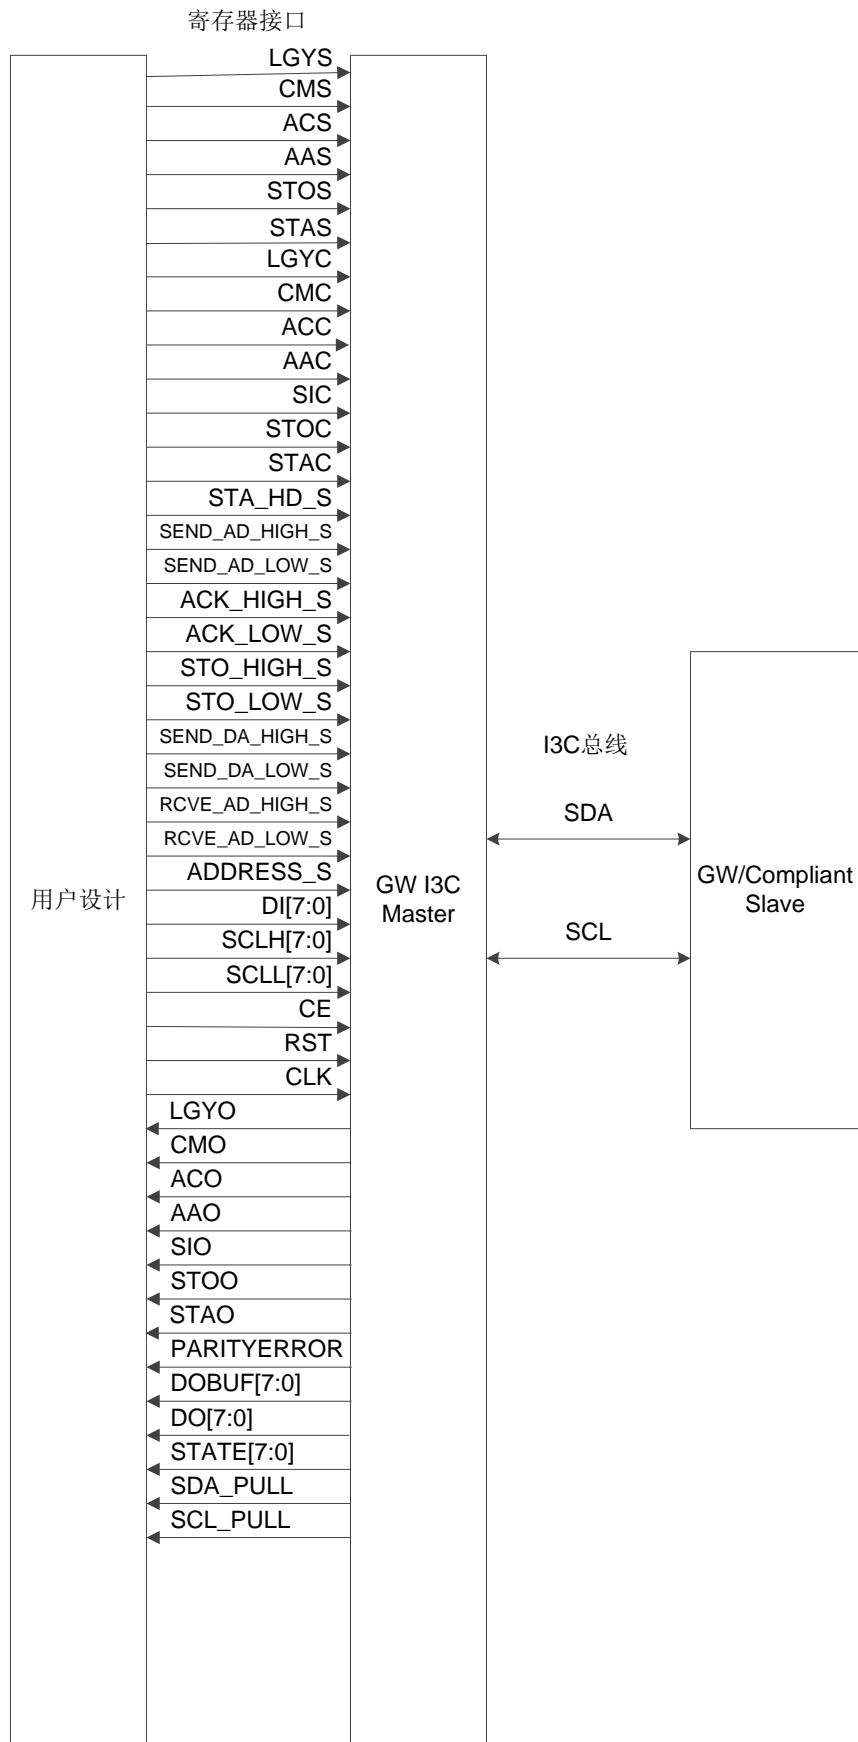 寄存器接口
LGYS
CMS
ACS
AAS
STOS
STAS
LGYC
CMC
ACC
AAC
SIC
STOC
STAC
STA_HD_S
SEND_AD_HIGH_S
SEND_AD_LOW_S
ACK_HIGH_S
ACK_LOW_S
STO_HIGH_S
STO_LOW_S
SEND_DA_HIGH_S
SEND_DA_LOW_S
RCVE_AD_HIGH_S
RCVE_AD_LOW_S
ADDRESS_S
DI[7:0]
SCLH[7:0]
SCLL[7:0]
CE
RST
CLK
LGYO
CMO
ACO
AAO
SIO
STOO
STAO
PARITYERROR
DOBUF[7:0]
DO[7:0]
STATE[7:0]
SDA_PULL
SCL_PULL
用户设计
GW I3C
Master
I3C总线
SDA
SCL
GW/Compliant
Slave